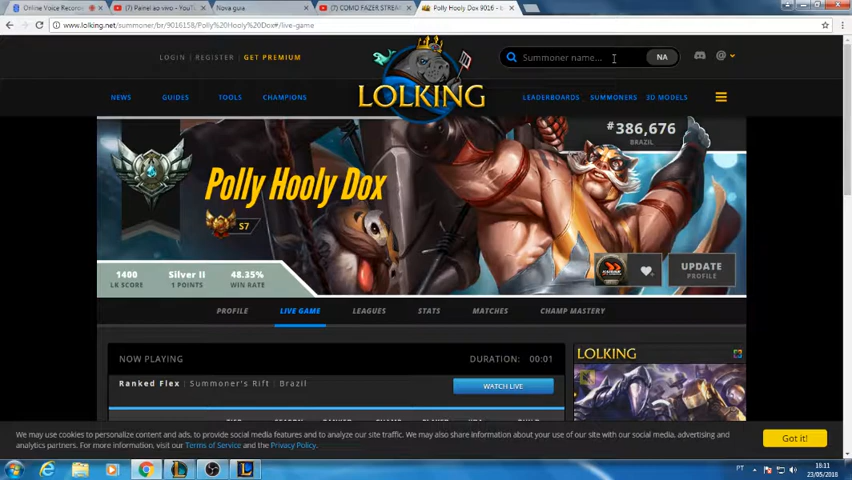 Online Voice Recorde
(7) Painel ao vivo - You
Nova guia
(7) COMO FAZER STREA
Polly Hooly Dox 9016 - L
www.lolking.net/summoner/br/9016158/Polly%20Hooly%20Dox#/live-game
LOGIN | REGISTER | GET PREMIUM
Summoner name...
NA
NEWS
GUIDES
TOOLS
CHAMPIONS
LOLKING
LEADERBOARDS
SUMMONERS
3D MODELS
#386,676
BRAZIL
Polly Hooly Dox
S7
1400
LK SCORE
Silver II
1 POINTS
48.35%
WIN RATE
UPDATE
PROFILE
PROFILE
LIVE GAME
LEAGUES
STATS
MATCHES
CHAMP MASTERY
NOW PLAYING
DURATION: 00:01
LOLKING
Ranked Flex | Summoner's Rift | Brazil
WATCH LIVE
We may use cookies to personalize content and ads, to provide social media features and to analyze our site traffic. We may also share information about your use of our site with our social media, advertising and
analytics partners. For more information, visit our Terms of Service and the Privacy Policy.
Got it!
PT
18:11
23/05/2018